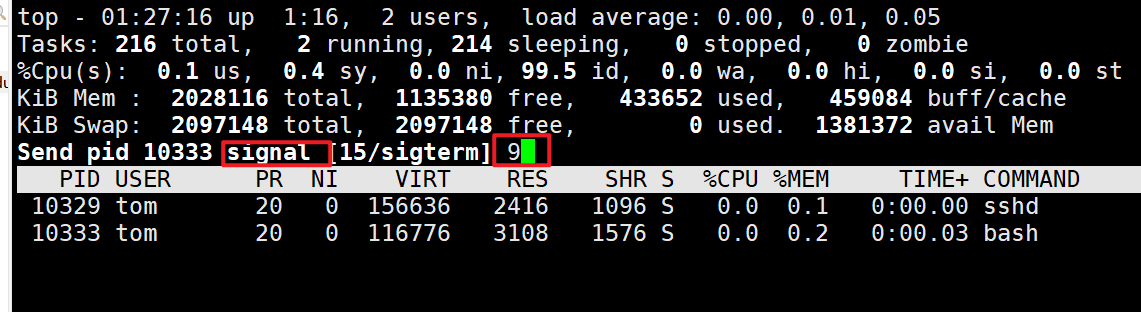 top - 01:27:16 up  1:16,  2 users,  load average: 0.00, 0.01, 0.05
Tasks: 216 total,   2 running, 214 sleeping,   0 stopped,   0 zombie
%Cpu(s):  0.1 us,  0.4 sy,  0.0 ni, 99.5 id,  0.0 wa,  0.0 hi,  0.0 si,  0.0 st
KiB Mem :  2028116 total,  1135380 free,   433652 used,   459084 buff/cache
KiB Swap:  2097148 total,  2097148 free,        0 used.  1381372 avail Mem
Send pid 10333 signal [15/sigterm] 9
PID USER      PR  NI    VIRT    RES    SHR S  %CPU %MEM     TIME+ COMMAND
10329 tom       20   0  156636   2416   1096 S   0.0  0.1   0:00.00 sshd
10333 tom       20   0  116776   3108   1576 S   0.0  0.2   0:00.03 bash